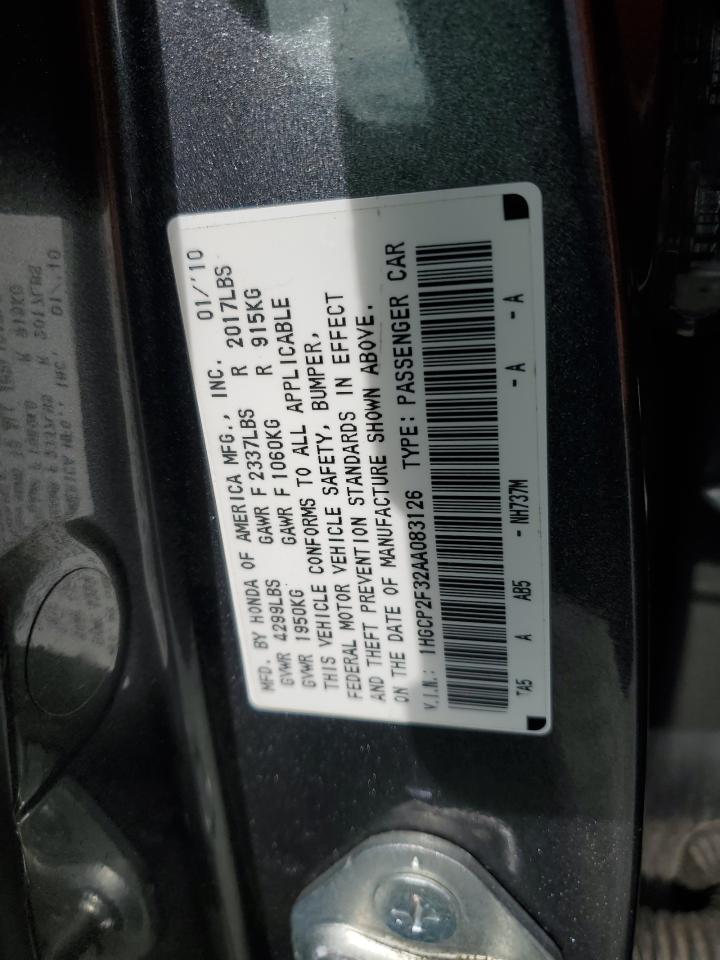 MFD. BY HONDA OF AMERICA MFG., INC. 01/'10
GVWR 4299LBS GAWR F 2337LBS R 2017LBS
GVWR 1950KG GAWR F 1060KG R 915KG
THIS VEHICLE CONFORMS TO ALL APPLICABLE
FEDERAL MOTOR VEHICLE SAFETY, BUMPER,
AND THEFT PREVENTION STANDARDS IN EFFECT
ON THE DATE OF MANUFACTURE SHOWN ABOVE.
V.I.N.: 1HGCP2F32AA083126 TYPE: PASSENGER CAR
TA5 A AB5 - NH737M - A - A